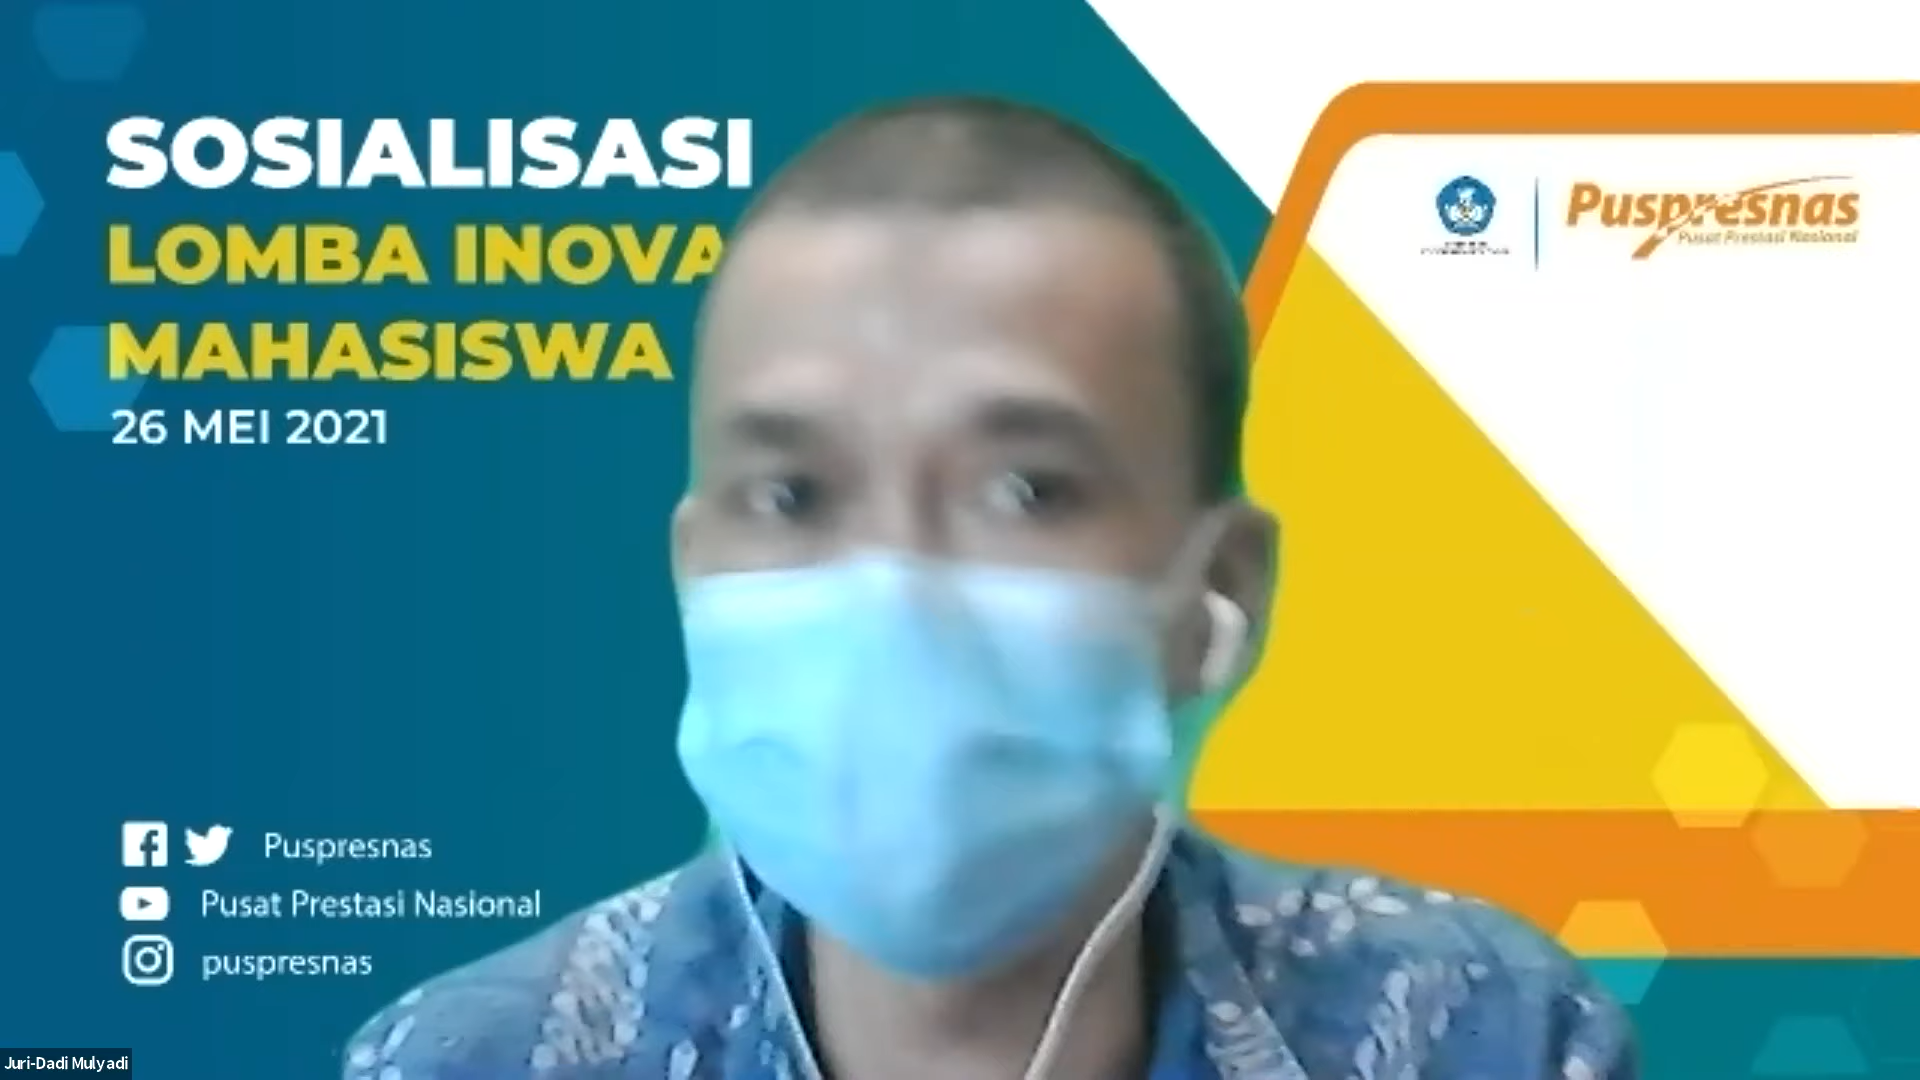 SOSIALISASI
LOMBA INOVA
MAHASISWA
26 MEI 2021
Puspresnas
Pusat Prestasi Nasional
Puspresnas
Pusat Prestasi Nasional
puspresnas
Juri-Dadi Mulyadi